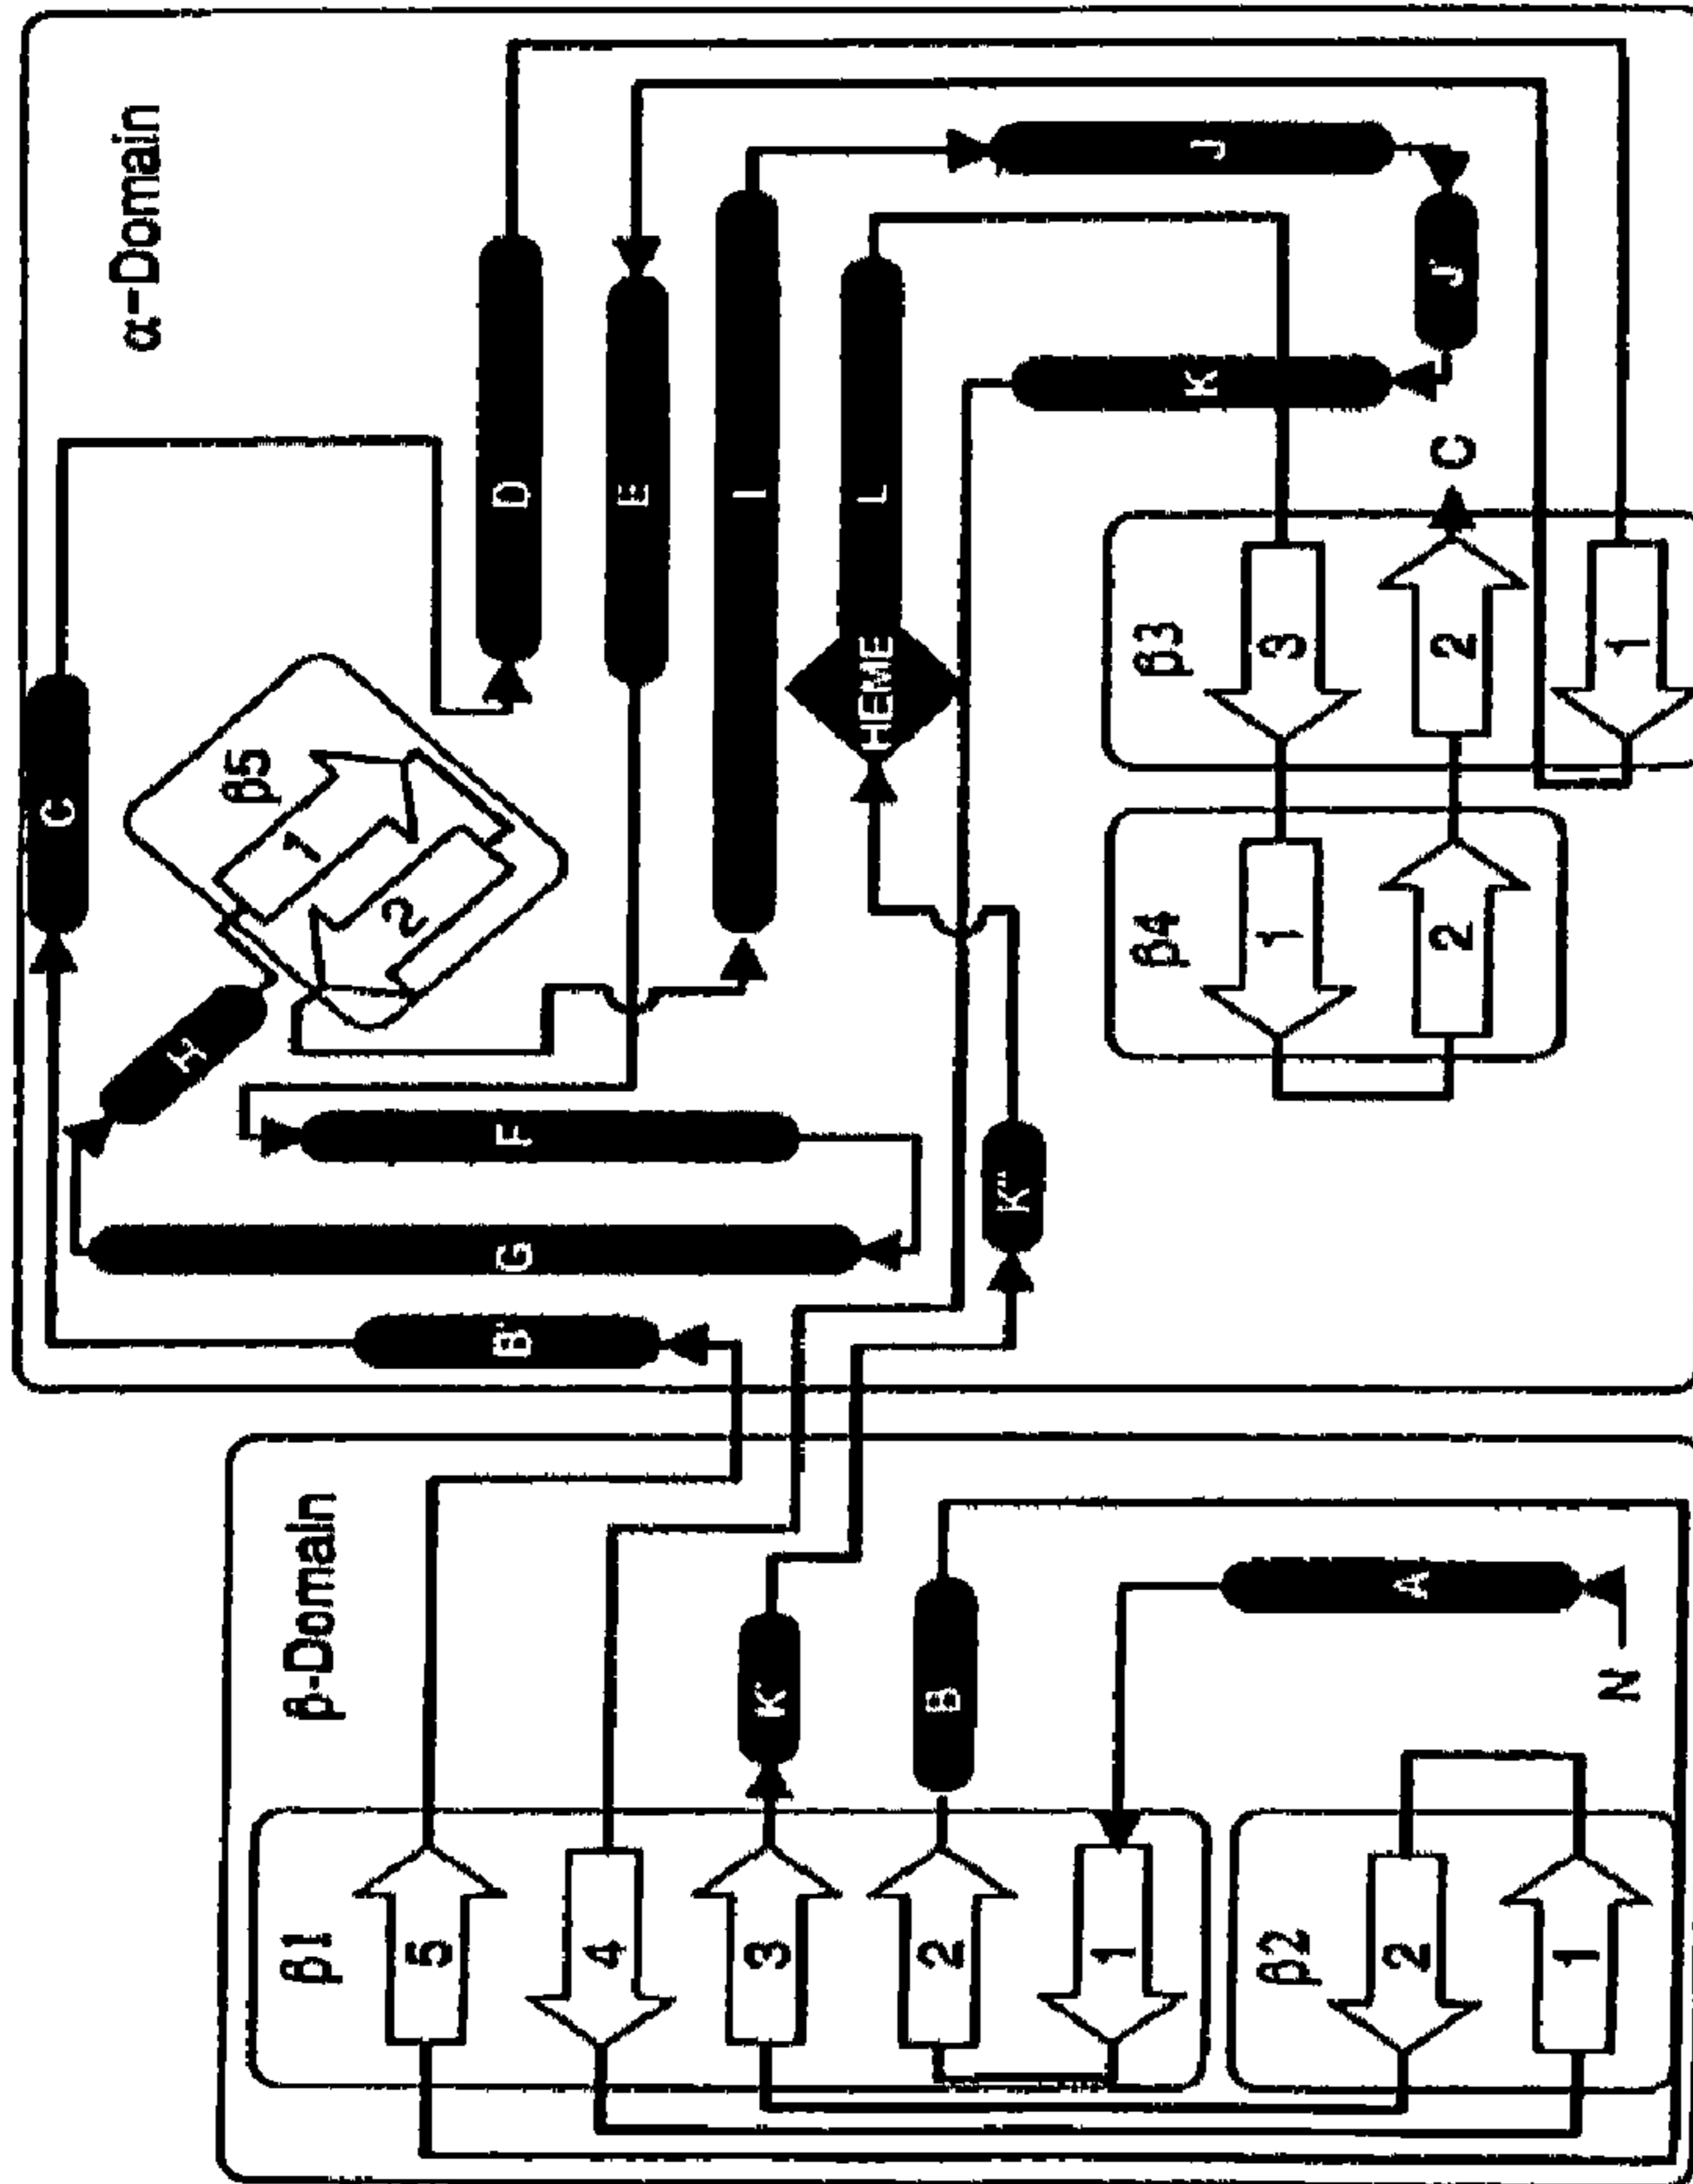 β-Domain
β1
5
4
3
2
1
β2
2
1
K'
B
A
N
α-Domain
B'
G
F
C
β5
1
2
D
E
I
HEME
L
K"
J
J'
K
β4
1
2
β3
3
2
1
C